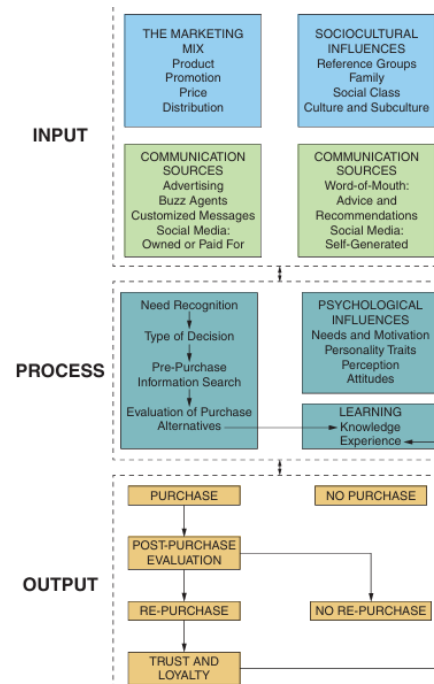 INPUT
THE MARKETING
MIX
Product
Promotion
Price
Distribution
SOCIOCULTURAL
INFLUENCES
Reference Groups
Family
Social Class
Culture and Subculture
COMMUNICATION
SOURCES
Advertising
Buzz Agents
Customized Messages
Social Media:
Owned or Paid For
COMMUNICATION
SOURCES
Word-of-Mouth:
Advice and
Recommendations
Social Media:
Self-Generated
PROCESS
Need Recognition
Type of Decision
Pre-Purchase
Information Search
Evaluation of Purchase
Alternatives
PSYCHOLOGICAL
INFLUENCES
Needs and Motivation
Personality Traits
Perception
Attitudes
LEARNING
Knowledge
Experience
OUTPUT
PURCHASE
NO PURCHASE
POST-PURCHASE
EVALUATION
RE-PURCHASE
NO RE-PURCHASE
TRUST AND
LOYALTY